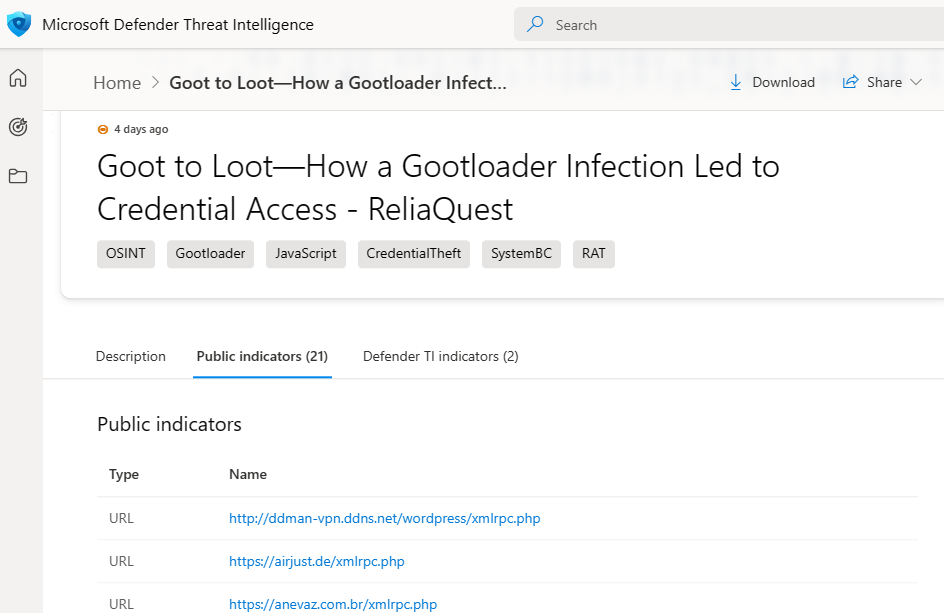 Microsoft Defender Threat Intelligence
Search
Home > Goot to Loot—How a Gootloader Infect...
Download
Share
4 days ago
Goot to Loot—How a Gootloader Infection Led to
Credential Access - ReliaQuest
OSINT Gootloader JavaScript CredentialTheft SystemBC RAT
Description Public indicators (21) Defender TI indicators (2)
Public indicators
Type Name
URL http://ddman-vpn.ddns.net/wordpress/xmlrpc.php
URL https://airjust.de/xmlrpc.php
URL https://anevaz.com.br/xmlrpc.php